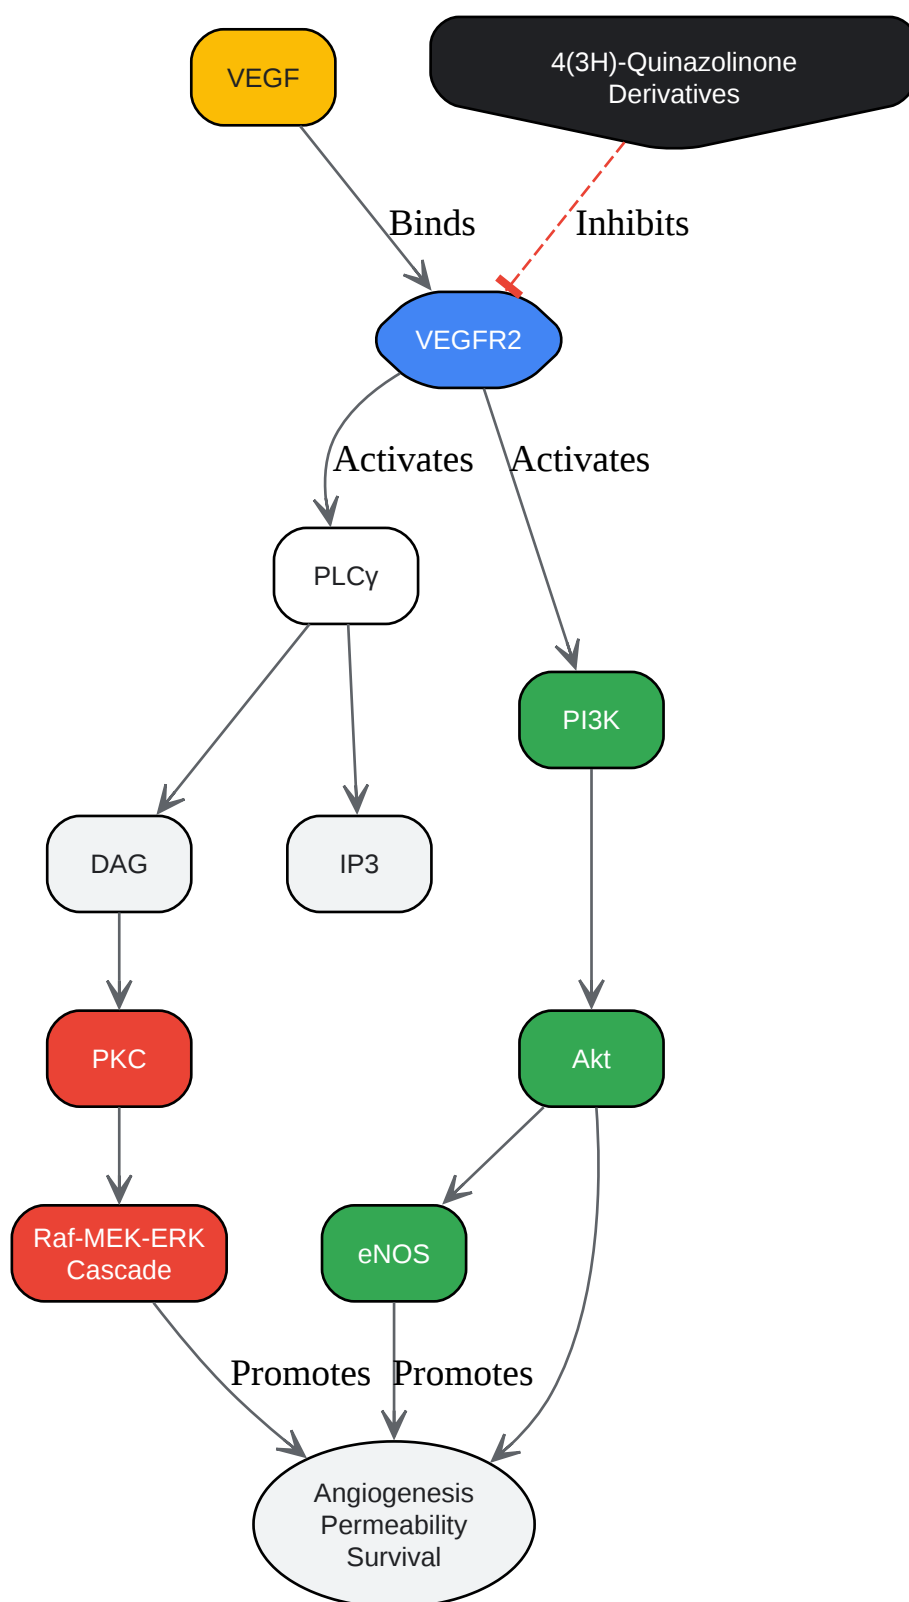 VEGF
4(3H)-Quinazolinone
Derivatives
Binds
Inhibits
VEGFR2
Activates
Activates
PLCγ
PI3K
DAG
IP3
PKC
Akt
Raf-MEK-ERK
Cascade
eNOS
Promotes
Promotes
Angiogenesis
Permeability
Survival